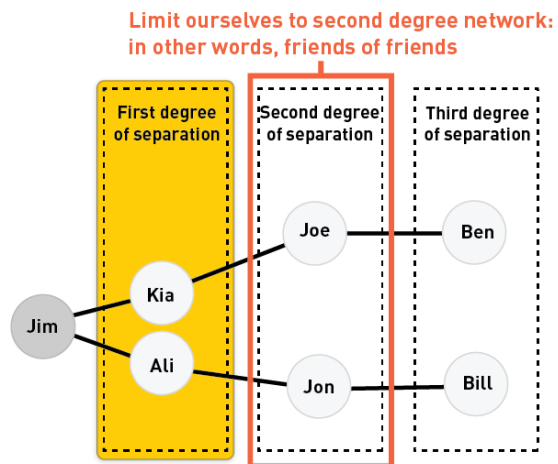 Limit ourselves to second degree network:
in other words, friends of friends
First degree
of separation
Second degree
of separation
Third degree
of separation
Joe
Ben
Kia
Jim
Ali
Jon
Bill